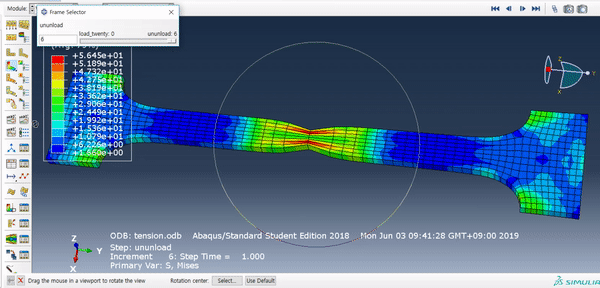 Module:
Frame Selector
ununload
load_twenty: 0 ununload: 6
6
+5.645e+01
+5.189e+01
+4.732e+01
+4.275e+01
+3.819e+01
+3.362e+01
+2.906e+01
+2.449e+01
+1.992e+01
+1.536e+01
+1.079e+01
+6.226e+00
+1.660e+00
ODB: tension.odb Abaqus/Standard Student Edition 2018 Mon Jun 03 09:41:28 GMT+09:00 2019
Step: ununload
Increment 6: Step Time = 1.000
Primary Var: S, Mises
Z
Y
X
Drag the mouse in a viewport to rotate the view Rotation center: Select... Use Default
SIMULIA